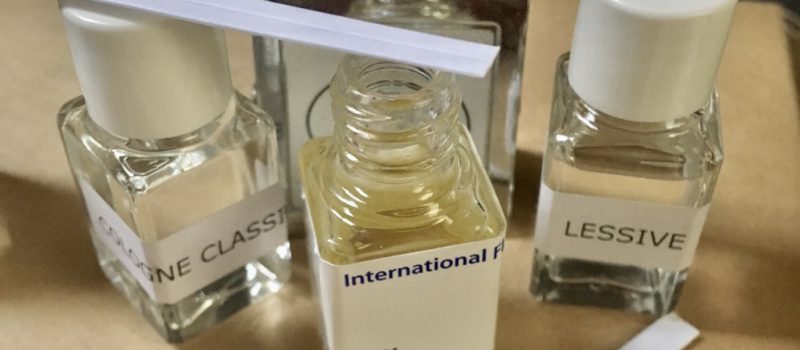 COLOGNE CLASSI
International F
LESSIVE